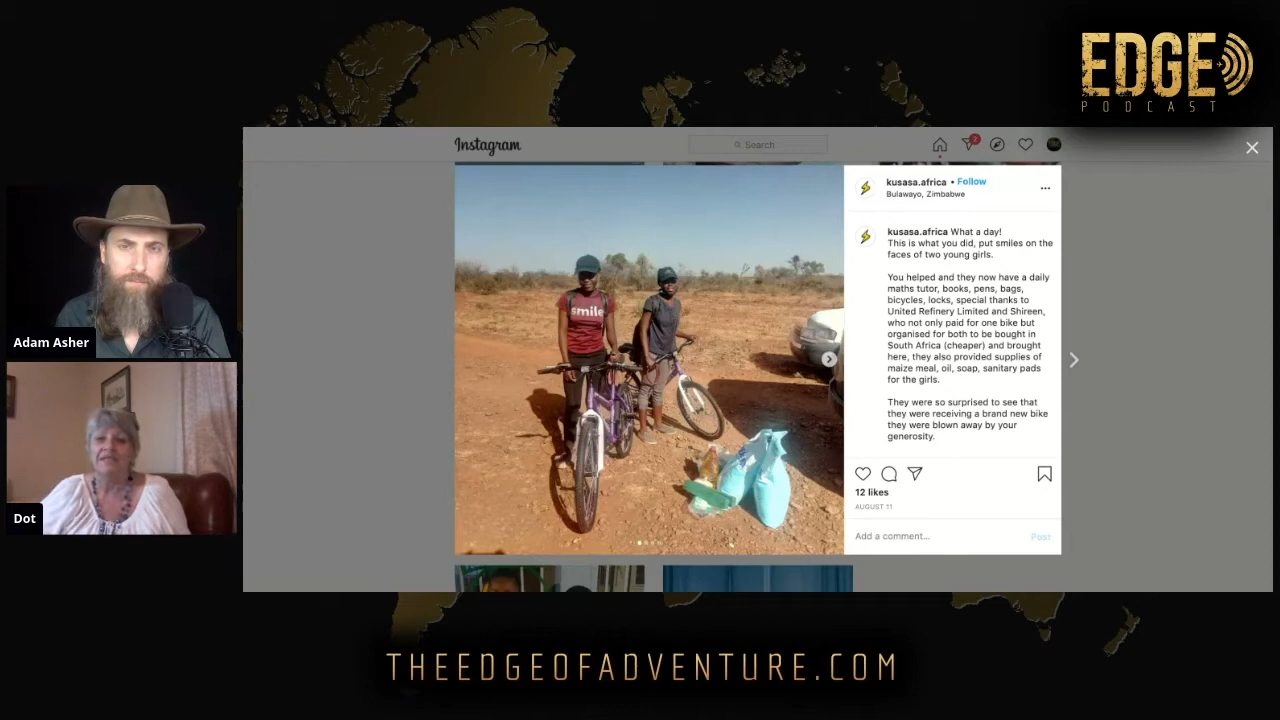 EDGE
PODCAST
Instagram
Search
2
kusasa.africa • Follow
Bulawayo, Zimbabwe
kusasa.africa What a day!
This is what you did, put smiles on the
faces of two young girls.
You helped and they now have a daily
maths tutor, books, pens, bags,
bicycles, locks, special thanks to
United Refinery Limited and Shireen,
who not only paid for one bike but
organised for both to be bought in
South Africa (cheaper) and brought
here, they also provided supplies of
maize meal, oil, soap, sanitary pads
for the girls.
They were so surprised to see that
they were receiving a brand new bike
they were blown away by your
generosity.
smile
12 likes
AUGUST 11
Add a comment...
Post
Adam Asher
Dot
THEEDGEOFADVENTURE.COM